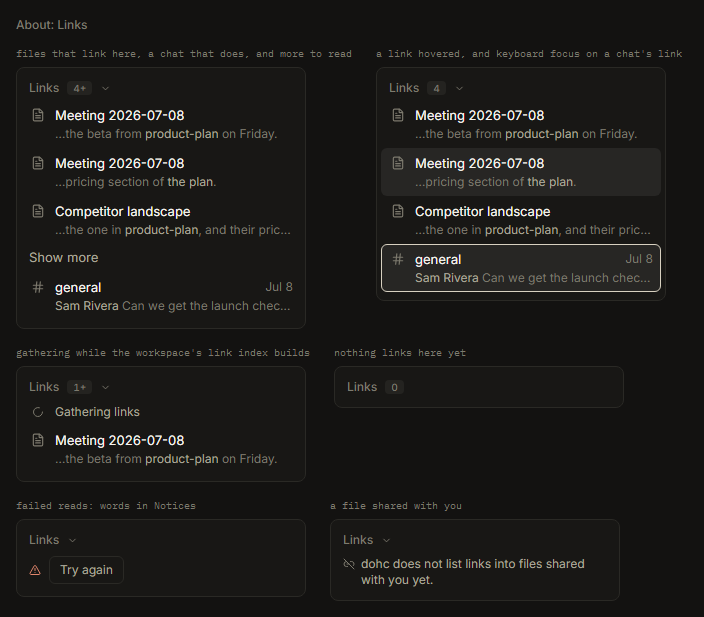 About: Links
files that link here, a chat that does, and more to read
Links 4+
Meeting 2026-07-08
...the beta from product-plan on Friday.
Meeting 2026-07-08
...pricing section of the plan.
Competitor landscape
...the one in product-plan, and their pric...
Show more
# general Jul 8
Sam Rivera Can we get the launch chec...
a link hovered, and keyboard focus on a chat's link
Links 4
Meeting 2026-07-08
...the beta from product-plan on Friday.
Meeting 2026-07-08
...pricing section of the plan.
Competitor landscape
...the one in product-plan, and their pric...
# general Jul 8
Sam Rivera Can we get the launch chec...
gathering while the workspace's link index builds
Links 1+
Gathering links
Meeting 2026-07-08
...the beta from product-plan on Friday.
nothing links here yet
Links 0
failed reads: words in Notices
Links
Try again
a file shared with you
Links
dohc does not list links into files shared
with you yet.